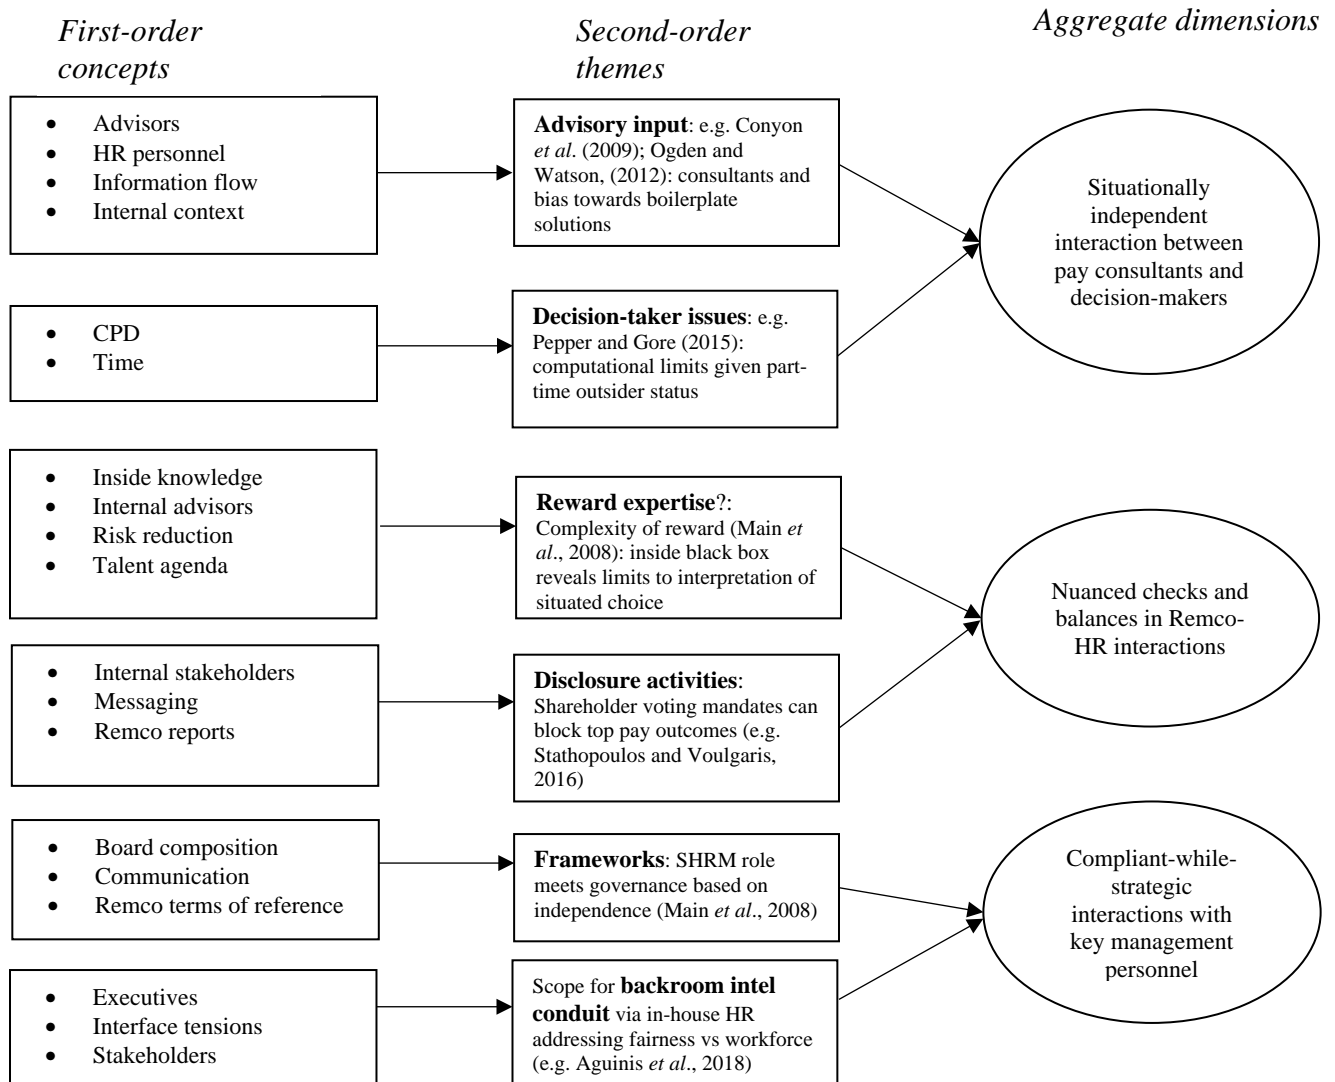 First-order
concepts
Second-order
themes
Aggregate dimensions
• Advisors
• HR personnel
• Information flow
• Internal context
Advisory input: e.g. Conyon
et al. (2009); Ogden and
Watson, (2012): consultants and
bias towards boilerplate
solutions
Situationally
independent
interaction between
pay consultants and
decision-makers
• CPD
• Time
Decision-taker issues: e.g.
Pepper and Gore (2015):
computational limits given part-
time outsider status
• Inside knowledge
• Internal advisors
• Risk reduction
• Talent agenda
Reward expertise?:
Complexity of reward (Main et
al., 2008): inside black box
reveals limits to interpretation of
situated choice
Nuanced checks and
balances in Remco-
HR interactions
• Internal stakeholders
• Messaging
• Remco reports
Disclosure activities:
Shareholder voting mandates can
block top pay outcomes (e.g.
Stathopoulos and Voulgaris,
2016)
• Board composition
• Communication
• Remco terms of reference
Frameworks: SHRM role
meets governance based on
independence (Main et al., 2008)
Compliant-while-
strategic
interactions with
key management
personnel
• Executives
• Interface tensions
• Stakeholders
Scope for backroom intel
conduit via in-house HR
addressing fairness vs workforce
(e.g. Aguinis et al., 2018)